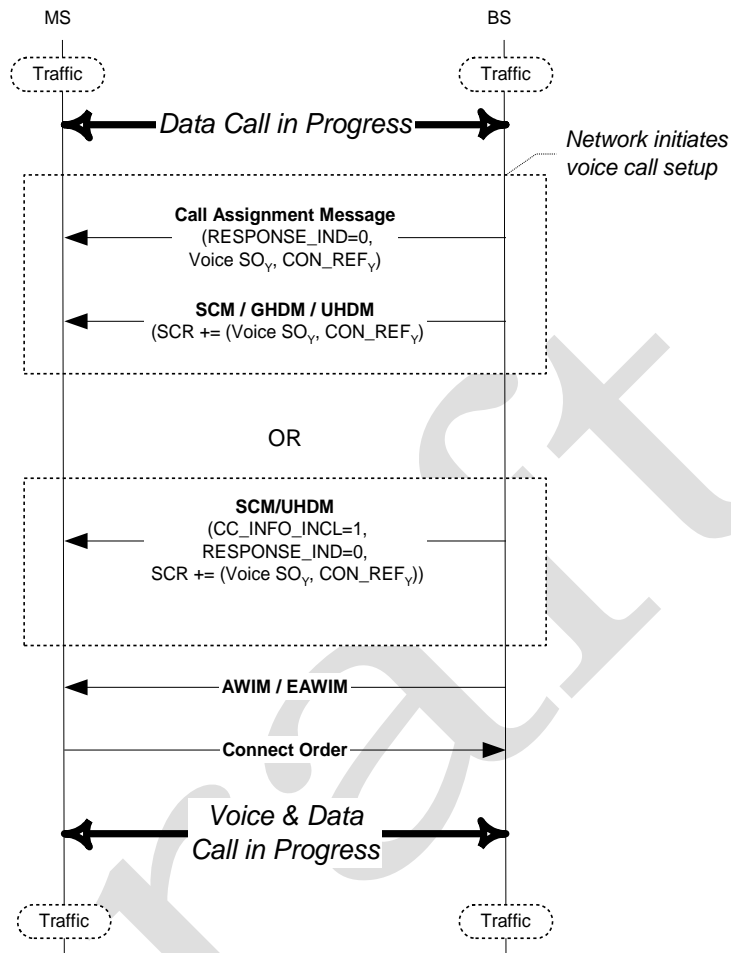 MS BS
Traffic Traffic
Data Call in Progress
Network initiates
voice call setup
Call Assignment Message
(RESPONSE_IND=0,
Voice SOY, CON_REFY)
SCM / GHDM / UHDM
(SCR += (Voice SOY, CON_REFY)
OR
SCM/UHDM
(CC_INFO_INCL=1,
RESPONSE_IND=0,
SCR += (Voice SOY, CON_REFY))
AWIM / EAWIM
Connect Order
Voice & Data
Call in Progress
Traffic Traffic
raft